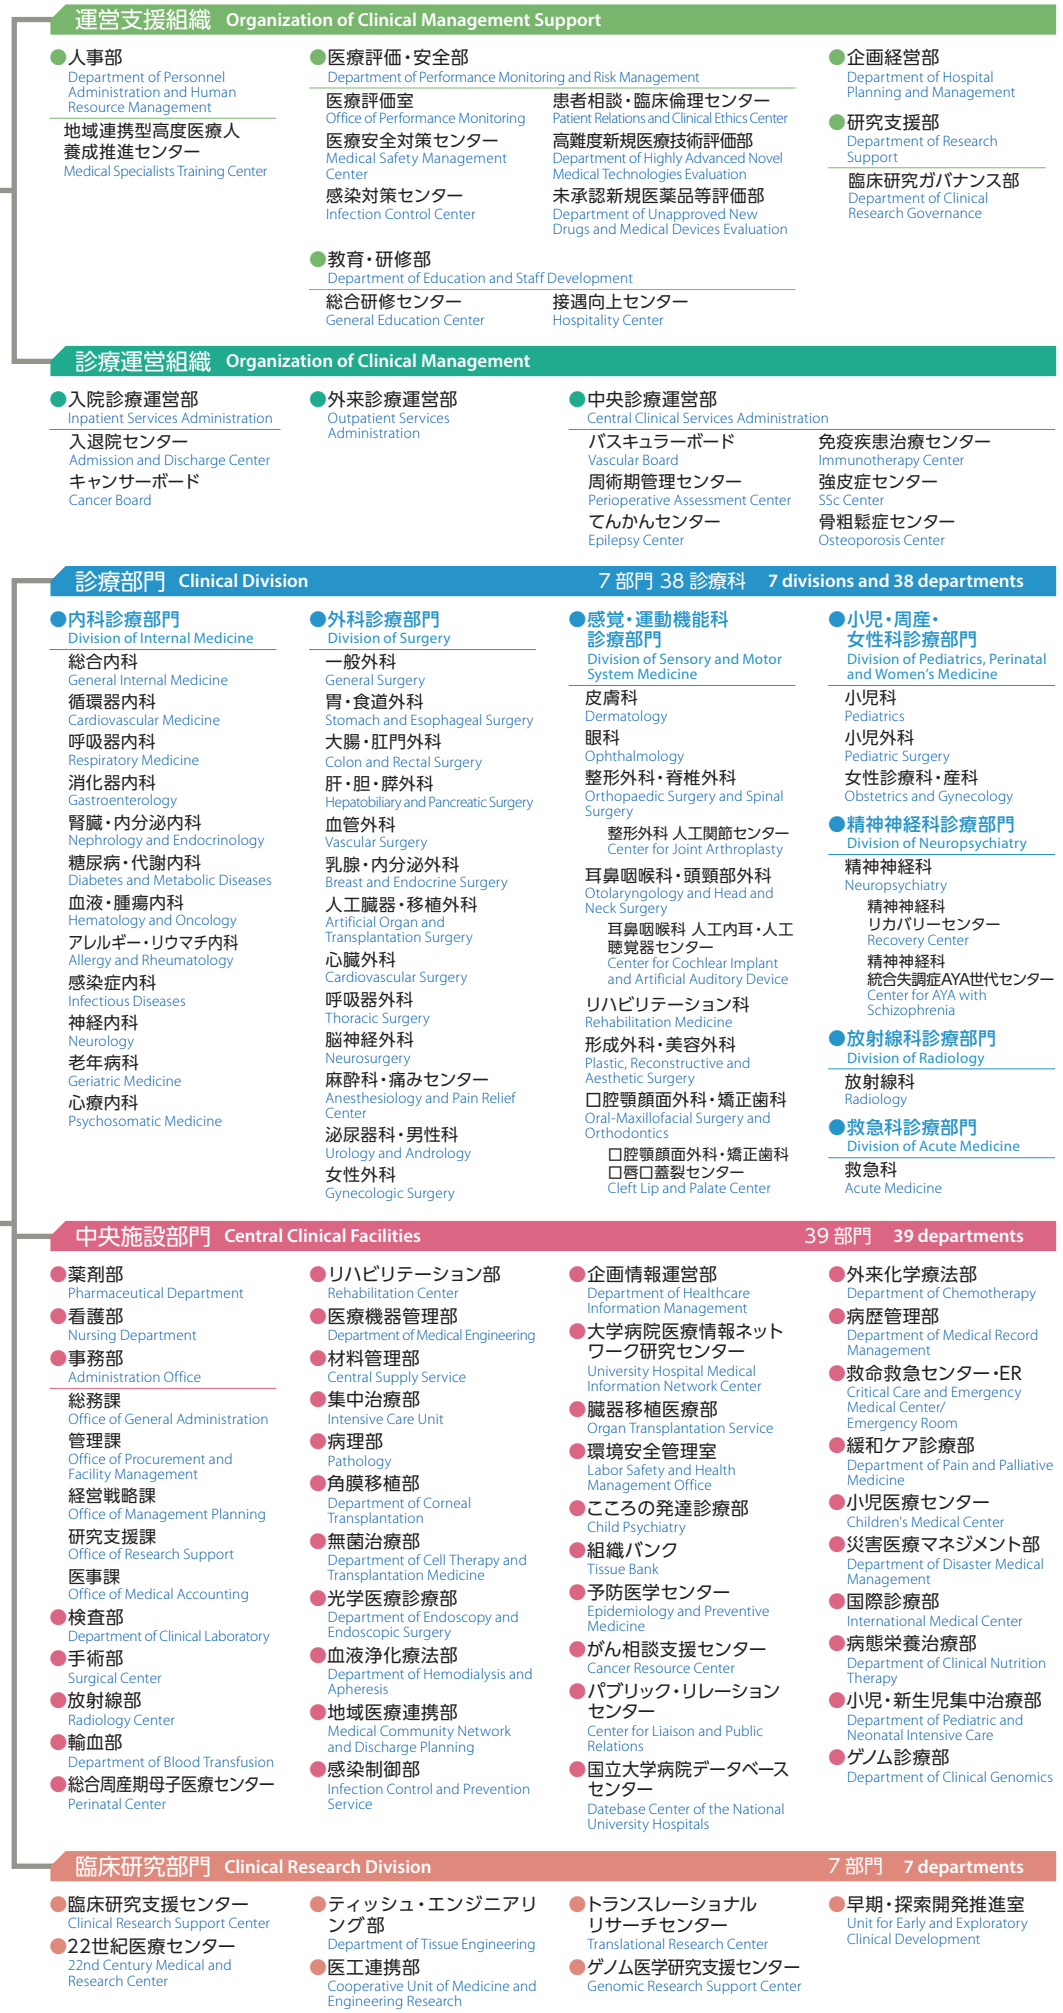 運営支援組織 Organization of Clinical Management Support
●人事部
Department of Personnel
Administration and Human
Resource Management
地域連携型高度医療人
養成推進センター
Medical Specialists Training Center
●医療評価・安全部
Department of Performance Monitoring and Risk Management
医療評価室
Office of Performance Monitoring
医療安全対策センター
Medical Safety Management
Center
感染対策センター
Infection Control Center
患者相談・臨床倫理センター
Patient Relations and Clinical Ethics Center
高難度新規医療技術評価部
Department of Highly Advanced Novel
Medical Technologies Evaluation
未承認新規医薬品等評価部
Department of Unapproved New
Drugs and Medical Devices Evaluation
●教育・研修部
Department of Education and Staff Development
総合研修センター
General Education Center
接遇向上センター
Hospitality Center
●企画経営部
Department of Hospital
Planning and Management
●研究支援部
Department of Research
Support
臨床研究ガバナンス部
Department of Clinical
Research Governance
診療運営組織 Organization of Clinical Management
●入院診療運営部
Inpatient Services Administration
入退院センター
Admission and Discharge Center
キャンサーボード
Cancer Board
●外来診療運営部
Outpatient Services
Administration
●中央診療運営部
Central Clinical Services Administration
バスキュラーボード
Vascular Board
周術期管理センター
Perioperative Assessment Center
てんかんセンター
Epilepsy Center
免疫疾患治療センター
Immunotherapy Center
強皮症センター
SSc Center
骨粗鬆症センター
Osteoporosis Center
診療部門 Clinical Division 7 部門 38 診療科 7 divisions and 38 departments
●内科診療部門
Division of Internal Medicine
総合内科
General Internal Medicine
循環器内科
Cardiovascular Medicine
呼吸器内科
Respiratory Medicine
消化器内科
Gastroenterology
腎臓・内分泌内科
Nephrology and Endocrinology
糖尿病・代謝内科
Diabetes and Metabolic Diseases
血液・腫瘍内科
Hematology and Oncology
アレルギー・リウマチ内科
Allergy and Rheumatology
感染症内科
Infectious Diseases
神経内科
Neurology
老年病科
Geriatric Medicine
心療内科
Psychosomatic Medicine
●外科診療部門
Division of Surgery
一般外科
General Surgery
胃・食道外科
Stomach and Esophageal Surgery
大腸・肛門外科
Colon and Rectal Surgery
肝・胆・膵外科
Hepatobiliary and Pancreatic Surgery
血管外科
Vascular Surgery
乳腺・内分泌外科
Breast and Endocrine Surgery
人工臓器・移植外科
Artificial Organ and
Transplantation Surgery
心臓外科
Cardiovascular Surgery
呼吸器外科
Thoracic Surgery
脳神経外科
Neurosurgery
麻酔科・痛みセンター
Anesthesiology and Pain Relief
Center
泌尿器科・男性科
Urology and Andrology
女性外科
Gynecologic Surgery
●感覚・運動機能科
診療部門
Division of Sensory and Motor
System Medicine
皮膚科
Dermatology
眼科
Ophthalmology
整形外科・脊椎外科
Orthopaedic Surgery and Spinal
Surgery
整形外科 人工関節センター
Center for Joint Arthroplasty
耳鼻咽喉科・頭頸部外科
Otolaryngology and Head and
Neck Surgery
耳鼻咽喉科 人工内耳・人工
聴覚器センター
Center for Cochlear Implant
and Artificial Auditory Device
リハビリテーション科
Rehabilitation Medicine
形成外科・美容外科
Plastic, Reconstructive and
Aesthetic Surgery
口腔顎顔面外科・矯正歯科
Oral-Maxillofacial Surgery and
Orthodontics
口腔顎顔面外科・矯正歯科
口唇口蓋裂センター
Cleft Lip and Palate Center
●小児・周産・
女性科診療部門
Division of Pediatrics, Perinatal
and Women's Medicine
小児科
Pediatrics
小児外科
Pediatric Surgery
女性診療科・産科
Obstetrics and Gynecology
●精神神経科診療部門
Division of Neuropsychiatry
精神神経科
Neuropsychiatry
精神神経科
リカバリーセンター
Recovery Center
精神神経科
統合失調症AYA世代センター
Center for AYA with
Schizophrenia
●放射線科診療部門
Division of Radiology
放射線科
Radiology
●救急科診療部門
Division of Acute Medicine
救急科
Acute Medicine
中央施設部門 Central Clinical Facilities 39 部門 39 departments
●薬剤部
Pharmaceutical Department
●看護部
Nursing Department
●事務部
Administration Office
総務課
Office of General Administration
管理課
Office of Procurement and
Facility Management
経営戦略課
Office of Management Planning
研究支援課
Office of Research Support
医事課
Office of Medical Accounting
●検査部
Department of Clinical Laboratory
●手術部
Surgical Center
●放射線部
Radiology Center
●輸血部
Department of Blood Transfusion
●総合周産期母子医療センター
Perinatal Center
●リハビリテーション部
Rehabilitation Center
●医療機器管理部
Department of Medical Engineering
●材料管理部
Central Supply Service
●集中治療部
Intensive Care Unit
●病理部
Pathology
●角膜移植部
Department of Corneal
Transplantation
●無菌治療部
Department of Cell Therapy and
Transplantation Medicine
●光学医療診療部
Department of Endoscopy and
Endoscopic Surgery
●血液浄化療法部
Department of Hemodialysis and
Apheresis
●地域医療連携部
Medical Community Network
and Discharge Planning
●感染制御部
Infection Control and Prevention
Service
●企画情報運営部
Department of Healthcare
Information Management
●大学病院医療情報ネット
ワーク研究センター
University Hospital Medical
Information Network Center
●臓器移植医療部
Organ Transplantation Service
●環境安全管理室
Labor Safety and Health
Management Office
●こころの発達診療部
Child Psychiatry
●組織バンク
Tissue Bank
●予防医学センター
Epidemiology and Preventive
Medicine
●がん相談支援センター
Cancer Resource Center
●パブリック・リレーション
センター
Center for Liaison and Public
Relations
●国立大学病院データベース
センター
Datebase Center of the National
University Hospitals
●外来化学療法部
Department of Chemotherapy
●病歴管理部
Department of Medical Record
Management
●救命救急センター・ER
Critical Care and Emergency
Medical Center/
Emergency Room
●緩和ケア診療部
Department of Pain and Palliative
Medicine
●小児医療センター
Children's Medical Center
●災害医療マネジメント部
Department of Disaster Medical
Management
●国際診療部
International Medical Center
●病態栄養治療部
Department of Clinical Nutrition
Therapy
●小児・新生児集中治療部
Department of Pediatric and
Neonatal Intensive Care
●ゲノム診療部
Department of Clinical Genomics
臨床研究部門 Clinical Research Division 7 部門 7 departments
●臨床研究支援センター
Clinical Research Support Center
●22世紀医療センター
22nd Century Medical and
Research Center
●ティッシュ・エンジニアリ
ング部
Department of Tissue Engineering
●医工連携部
Cooperative Unit of Medicine and
Engineering Research
●トランスレーショナル
リサーチセンター
Translational Research Center
●ゲノム医学研究支援センター
Genomic Research Support Center
●早期・探索開発推進室
Unit for Early and Exploratory
Clinical Development